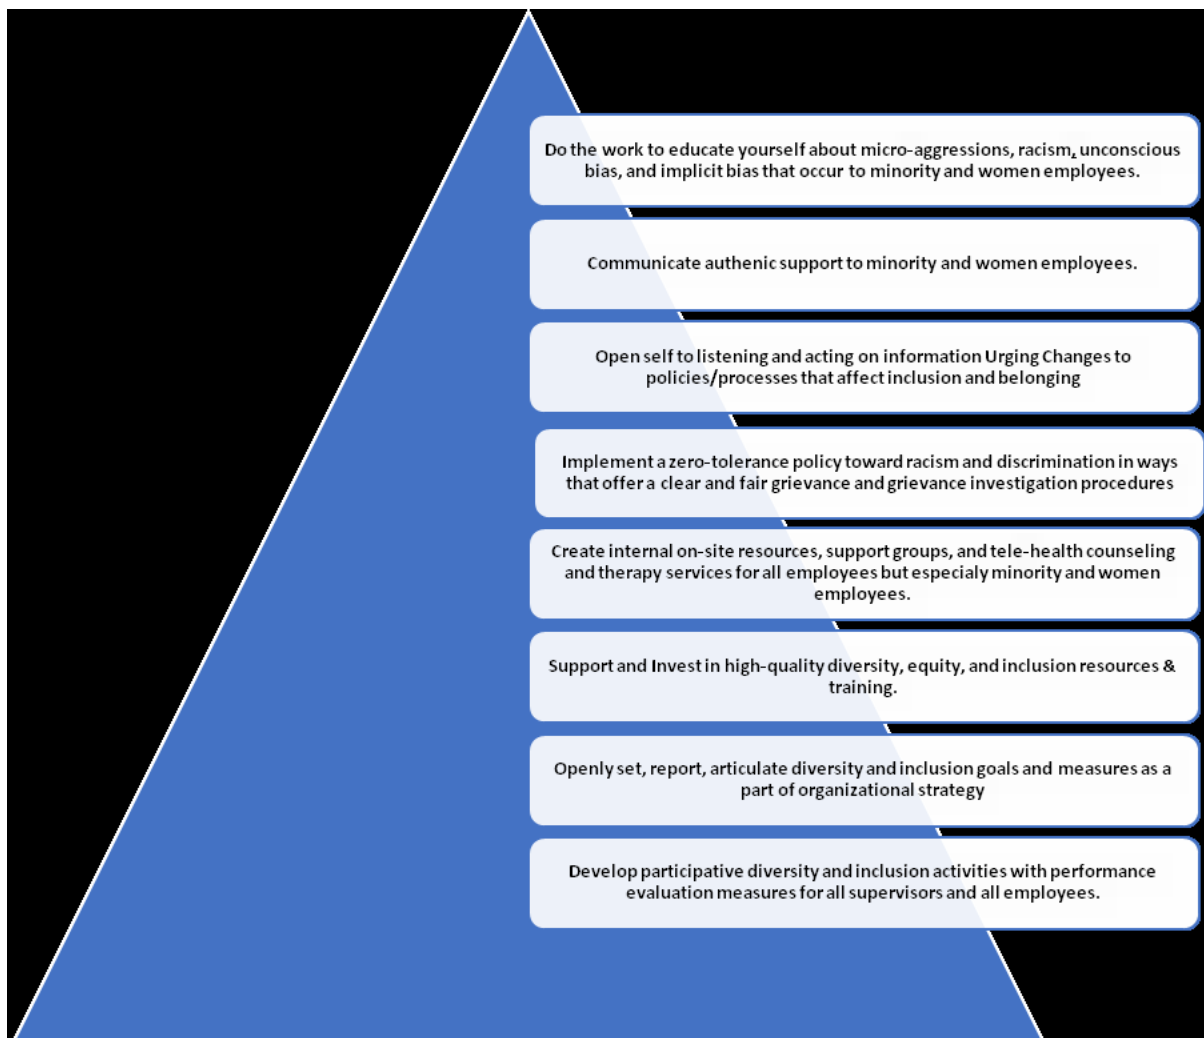 Do the work to educate yourself about micro-aggressions, racism, unconscious
bias, and implicit bias that occur to minority and women employees.
Communicate authenic support to minority and women employees.
Open self to listening and acting on information Urging Changes to
policies/processes that affect inclusion and belonging
Implement a zero-tolerance policy toward racism and discrimination in ways
that offer a clear and fair grievance and grievance investigation procedures
Create internal on-site resources, support groups, and tele-health counseling
and therapy services for all employees but especialy minority and women
employees.
Support and Invest in high-quality diversity, equity, and inclusion resources &
training.
Openly set, report, articulate diversity and inclusion goals and measures as a
part of organizational strategy
Develop participative diversity and inclusion activities with performance
evaluation measures for all supervisors and all employees.